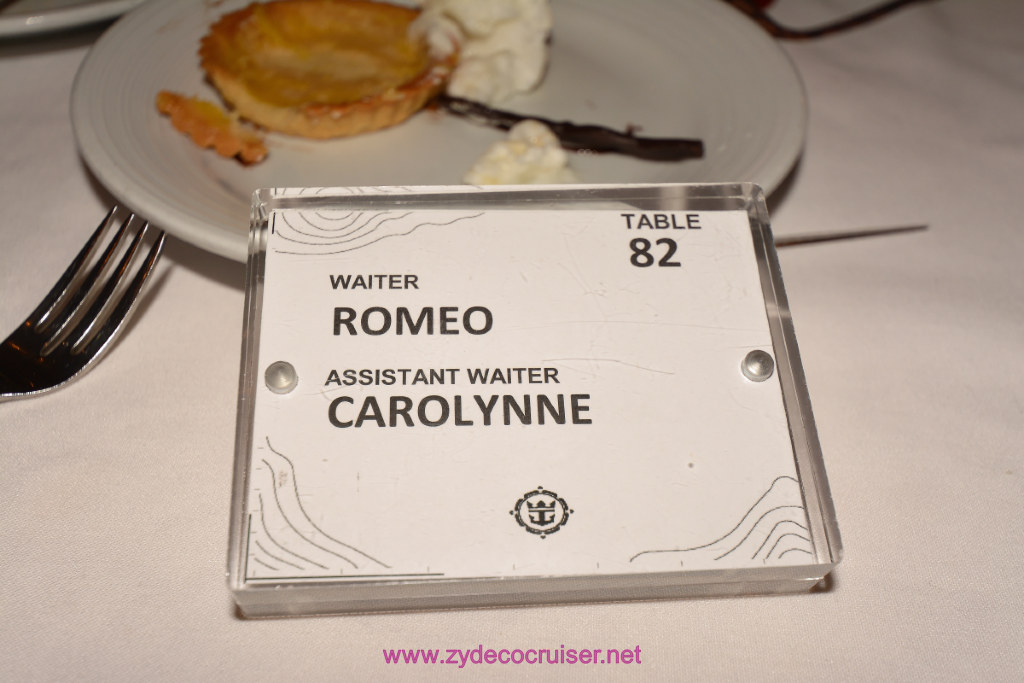 TABLE
82
WAITER
ROMEO
ASSISTANT WAITER
CAROLYNNE
www.zydecocruiser.net